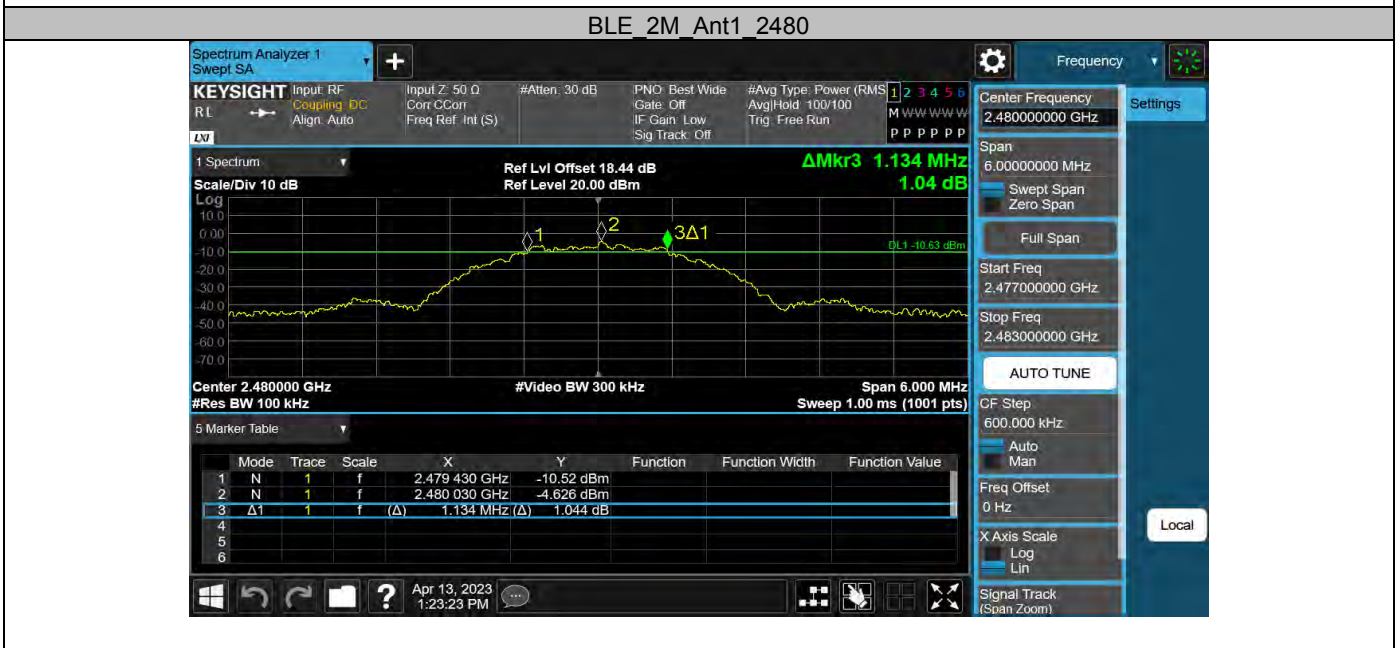 BLE_2M_Ant1_2480
Spectrum Analyzer 1
Swept SA
Frequency
KEYSIGHT
RL
LXI
Input: RF
Coupling: DC
Align: Auto
Input Z: 50 Ω
Corr CCorr
Freq Ref: Int (S)
#Atten: 30 dB
PNO: Best Wide
Gate: Off
IF Gain: Low
Sig Track: Off
#Avg Type: Power (RMS
Avg|Hold: 100/100
Trig: Free Run
1 2 3 4 5 6
M W W W W W
P P P P P P
1 Spectrum
Scale/Div 10 dB
Ref Lvl Offset 18.44 dB
Ref Level 20.00 dBm
ΔMkr3 1.134 MHz
1.04 dB
Log
10.0
0.00
-10.0
-20.0
-30.0
-40.0
-50.0
-60.0
-70.0
1
2
3Δ1
DL1 -10.63 dBm
Center 2.480000 GHz
#Video BW 300 kHz
Span 6.000 MHz
#Res BW 100 kHz
Sweep 1.00 ms (1001 pts)
5 Marker Table
Mode Trace Scale X Y Function Function Width Function Value
1 N 1 f 2.479 430 GHz -10.52 dBm
2 N 1 f 2.480 030 GHz -4.626 dBm
3 Δ1 1 f (Δ) 1.134 MHz (Δ) 1.044 dB
4
5
6
Apr 13, 2023
1:23:23 PM
Center Frequency
2.480000000 GHz
Settings
Span
6.00000000 MHz
Swept Span
Zero Span
Full Span
Start Freq
2.477000000 GHz
Stop Freq
2.483000000 GHz
AUTO TUNE
CF Step
600.000 kHz
Auto
Man
Freq Offset
0 Hz
Local
X Axis Scale
Log
Lin
Signal Track
(Span Zoom)